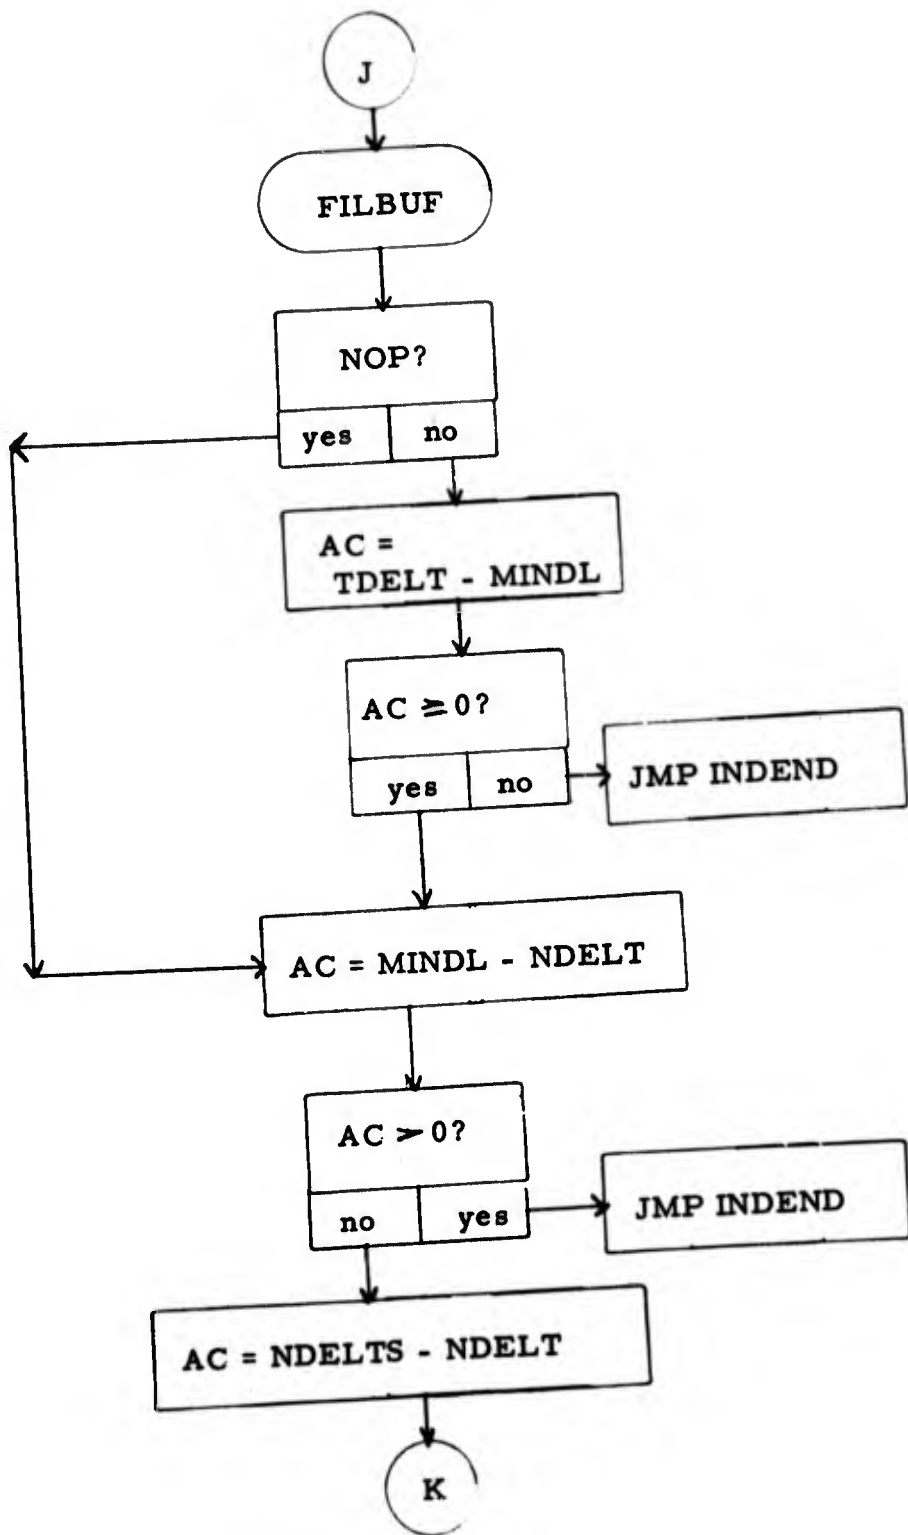 J
FILBUF
NOP?
yes no
AC =
TDELT - MINDL
AC ≥ 0?
yes no
JMP INDEND
AC = MINDL - NDELT
AC > 0?
no yes
JMP INDEND
AC = NDELTS - NDELT
K